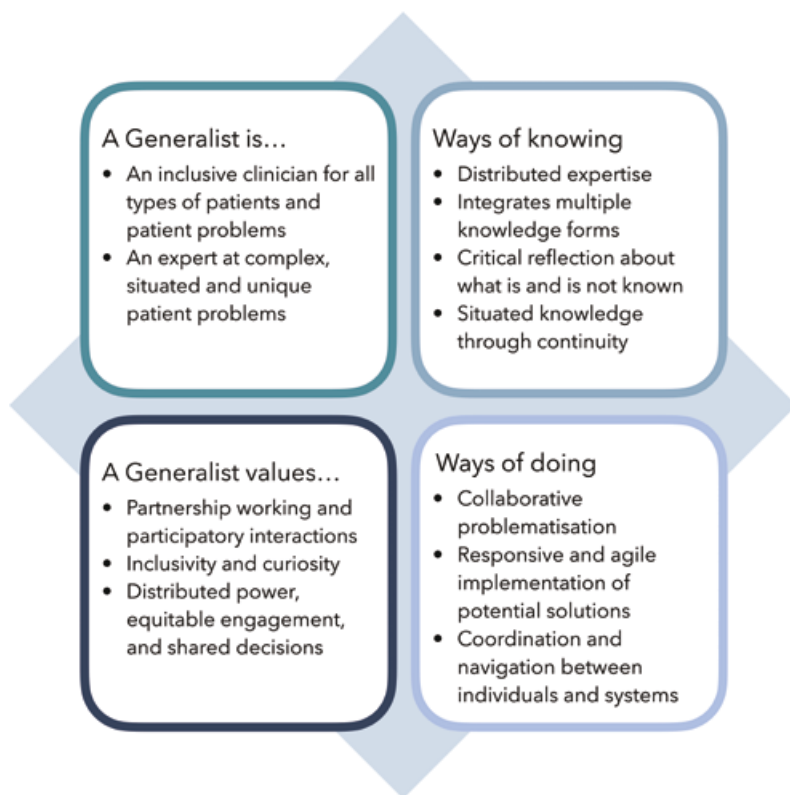 A Generalist is...
• An inclusive clinician for all
types of patients and
patient problems
• An expert at complex,
situated and unique
patient problems
Ways of knowing
• Distributed expertise
• Integrates multiple
knowledge forms
• Critical reflection about
what is and is not known
• Situated knowledge
through continuity
A Generalist values...
• Partnership working and
participatory interactions
• Inclusivity and curiosity
• Distributed power,
equitable engagement,
and shared decisions
Ways of doing
• Collaborative
problematisation
• Responsive and agile
implementation of
potential solutions
• Coordination and
navigation between
individuals and systems